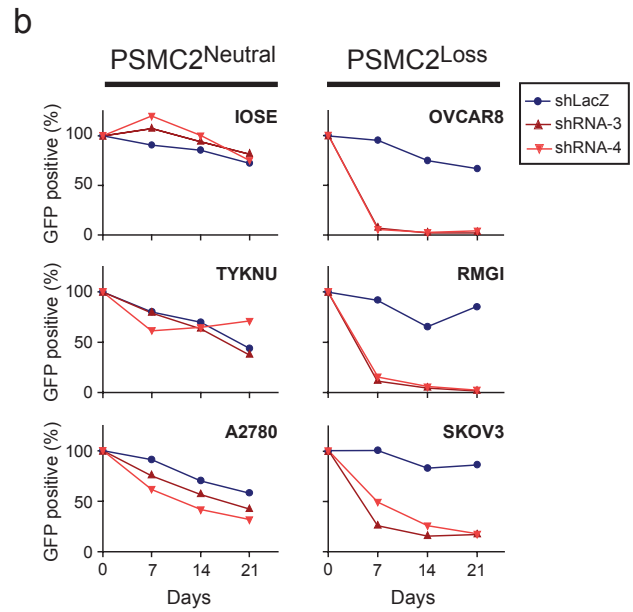 b
PSMC2Neutral
PSMC2Loss
shLacZ
shRNA-3
shRNA-4
IOSE
GFP positive (%)
100
50
0
OVCAR8
TYKNU
GFP positive (%)
100
50
0
RMGI
A2780
GFP positive (%)
100
50
0
0 7 14 21
Days
SKOV3
0 7 14 21
Days